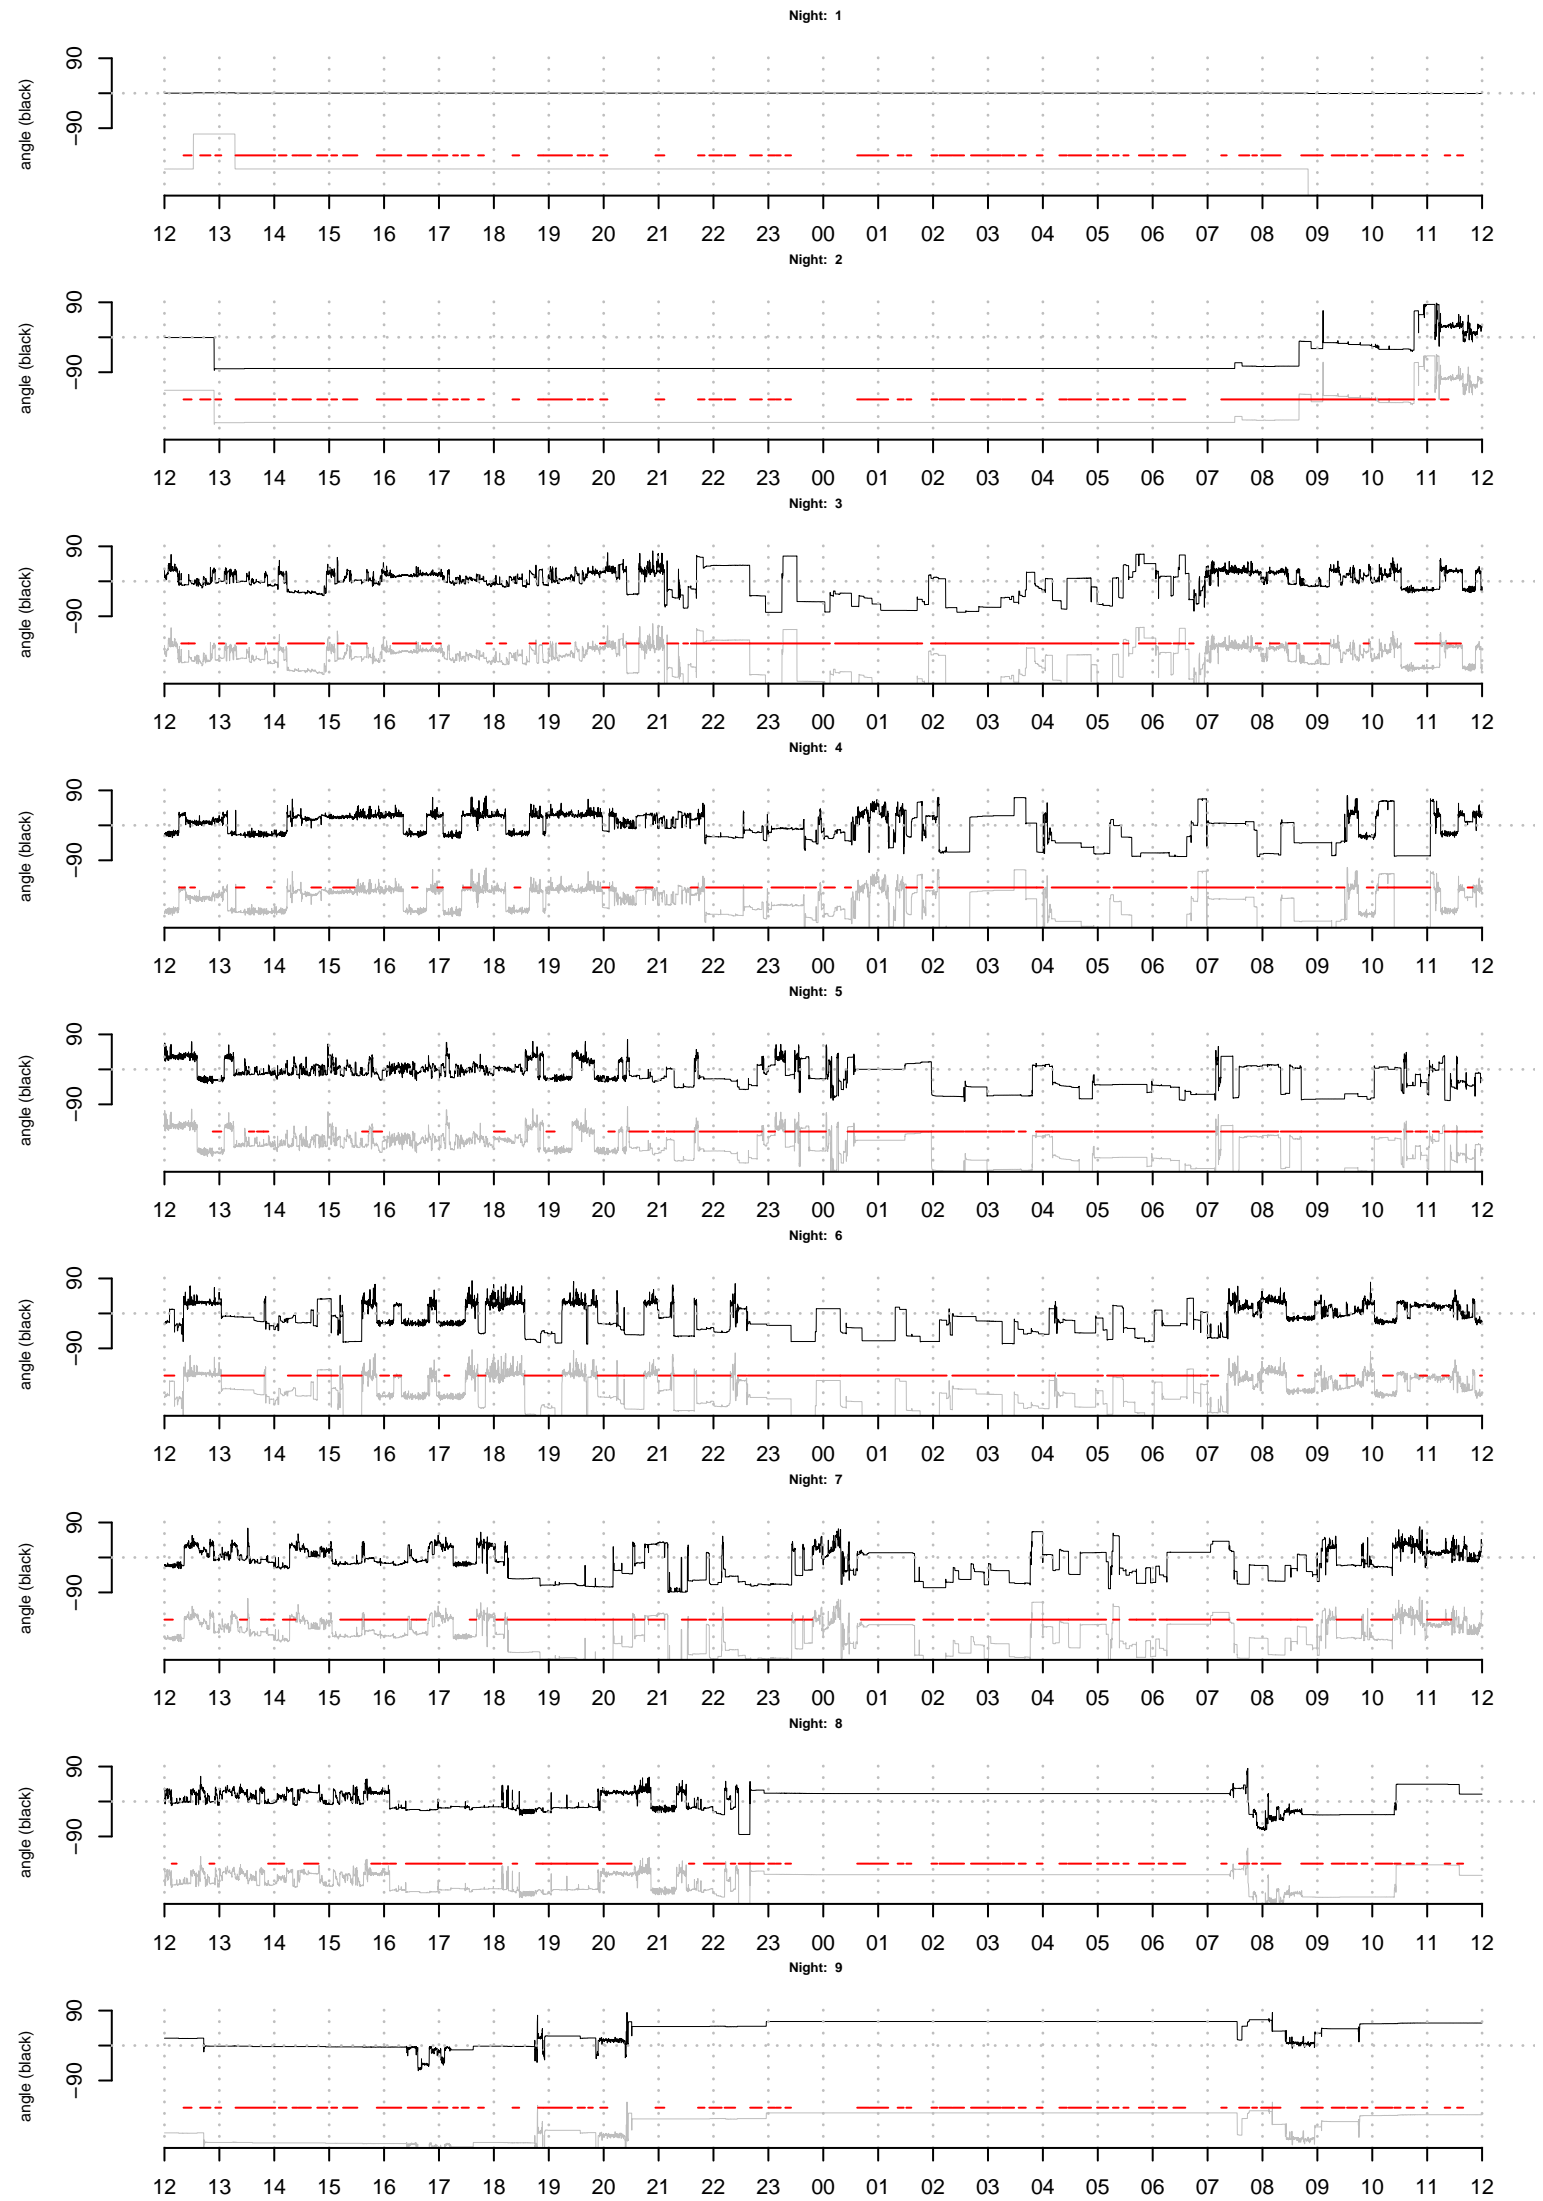 Night: 1
90
-90
angle (black)
12 13 14 15 16 17 18 19 20 21 22 23 00 01 02 03 04 05 06 07 08 09 10 11 12
Night: 2
90
-90
angle (black)
12 13 14 15 16 17 18 19 20 21 22 23 00 01 02 03 04 05 06 07 08 09 10 11 12
Night: 3
90
-90
angle (black)
12 13 14 15 16 17 18 19 20 21 22 23 00 01 02 03 04 05 06 07 08 09 10 11 12
Night: 4
90
-90
angle (black)
12 13 14 15 16 17 18 19 20 21 22 23 00 01 02 03 04 05 06 07 08 09 10 11 12
Night: 5
90
-90
angle (black)
12 13 14 15 16 17 18 19 20 21 22 23 00 01 02 03 04 05 06 07 08 09 10 11 12
Night: 6
90
-90
angle (black)
12 13 14 15 16 17 18 19 20 21 22 23 00 01 02 03 04 05 06 07 08 09 10 11 12
Night: 7
90
-90
angle (black)
12 13 14 15 16 17 18 19 20 21 22 23 00 01 02 03 04 05 06 07 08 09 10 11 12
Night: 8
90
-90
angle (black)
12 13 14 15 16 17 18 19 20 21 22 23 00 01 02 03 04 05 06 07 08 09 10 11 12
Night: 9
90
-90
angle (black)
12 13 14 15 16 17 18 19 20 21 22 23 00 01 02 03 04 05 06 07 08 09 10 11 12